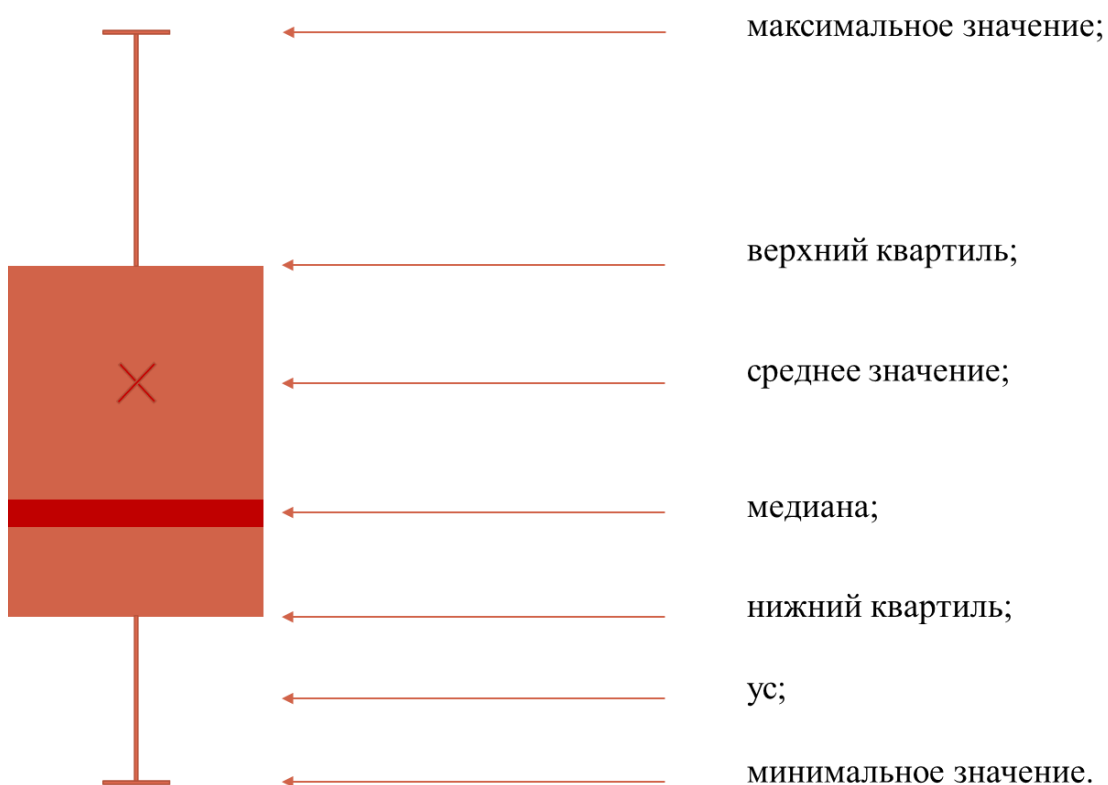 максимальное значение;
верхний квартиль;
среднее значение;
медиана;
нижний квартиль;
ус;
минимальное значение.